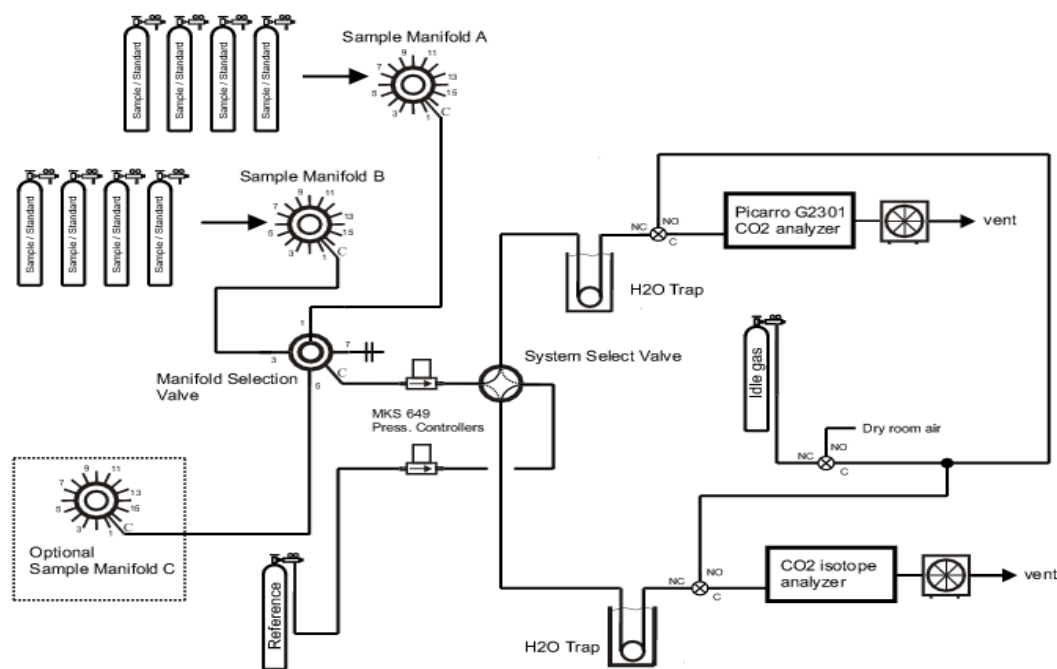 Sample / Standard
Sample / Standard
Sample / Standard
Sample / Standard
Sample Manifold A
9
11
7
13
5
15
3
1
C
Sample / Standard
Sample / Standard
Sample / Standard
Sample / Standard
Sample Manifold B
9
11
7
13
5
15
3
1
C
NC
NO
C
Picarro G2301
CO2 analyzer
vent
H2O Trap
1
3
7
C
5
Manifold Selection
Valve
System Select Valve
MKS 649
Press. Controllers
Idle gas
Dry room air
NC
NO
C
9
11
7
13
5
15
3
1
C
Optional
Sample Manifold C
Reference
H2O Trap
NC
NO
C
CO2 isotope
analyzer
vent